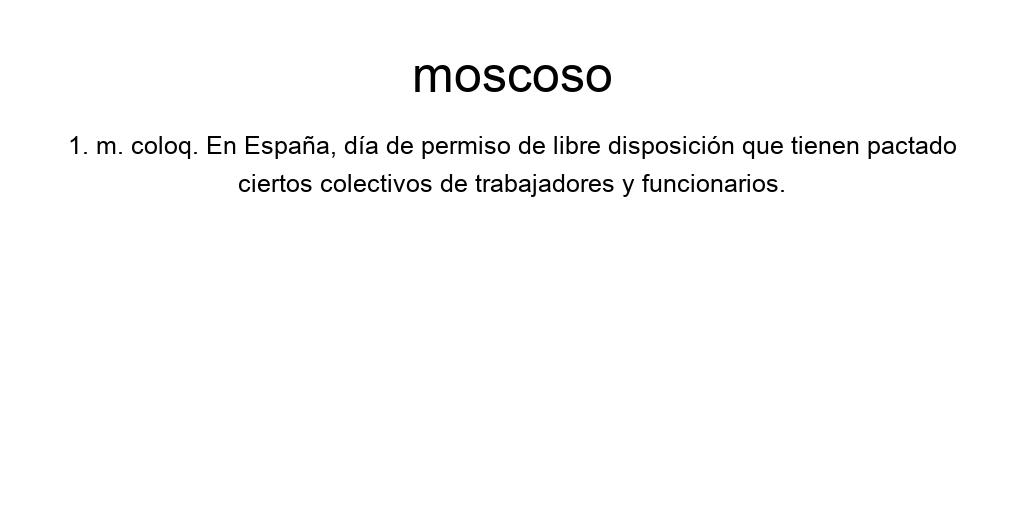 moscoso
1. m. coloq. En España, día de permiso de libre disposición que tienen pactado
ciertos colectivos de trabajadores y funcionarios.